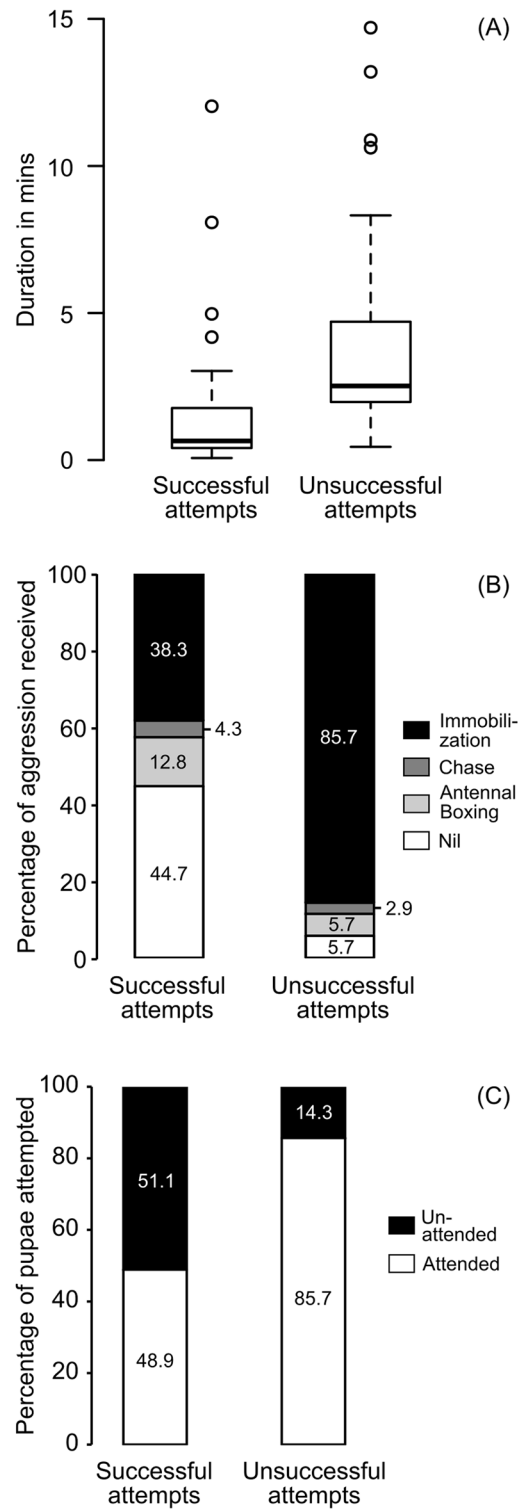 (A)
Duration in mins
15
10
5
0
Successful
attempts
Unsuccessful
attempts
(B)
Percentage of aggression received
100
80
60
40
20
0
38.3
4.3
12.8
44.7
85.7
2.9
5.7
5.7
Immobili-
zation
Chase
Antennal
Boxing
Nil
Successful
attempts
Unsuccessful
attempts
(C)
Percentage of pupae attempted
100
80
60
40
20
0
51.1
48.9
14.3
85.7
Un-
attended
Attended
Successful
attempts
Unsuccessful
attempts